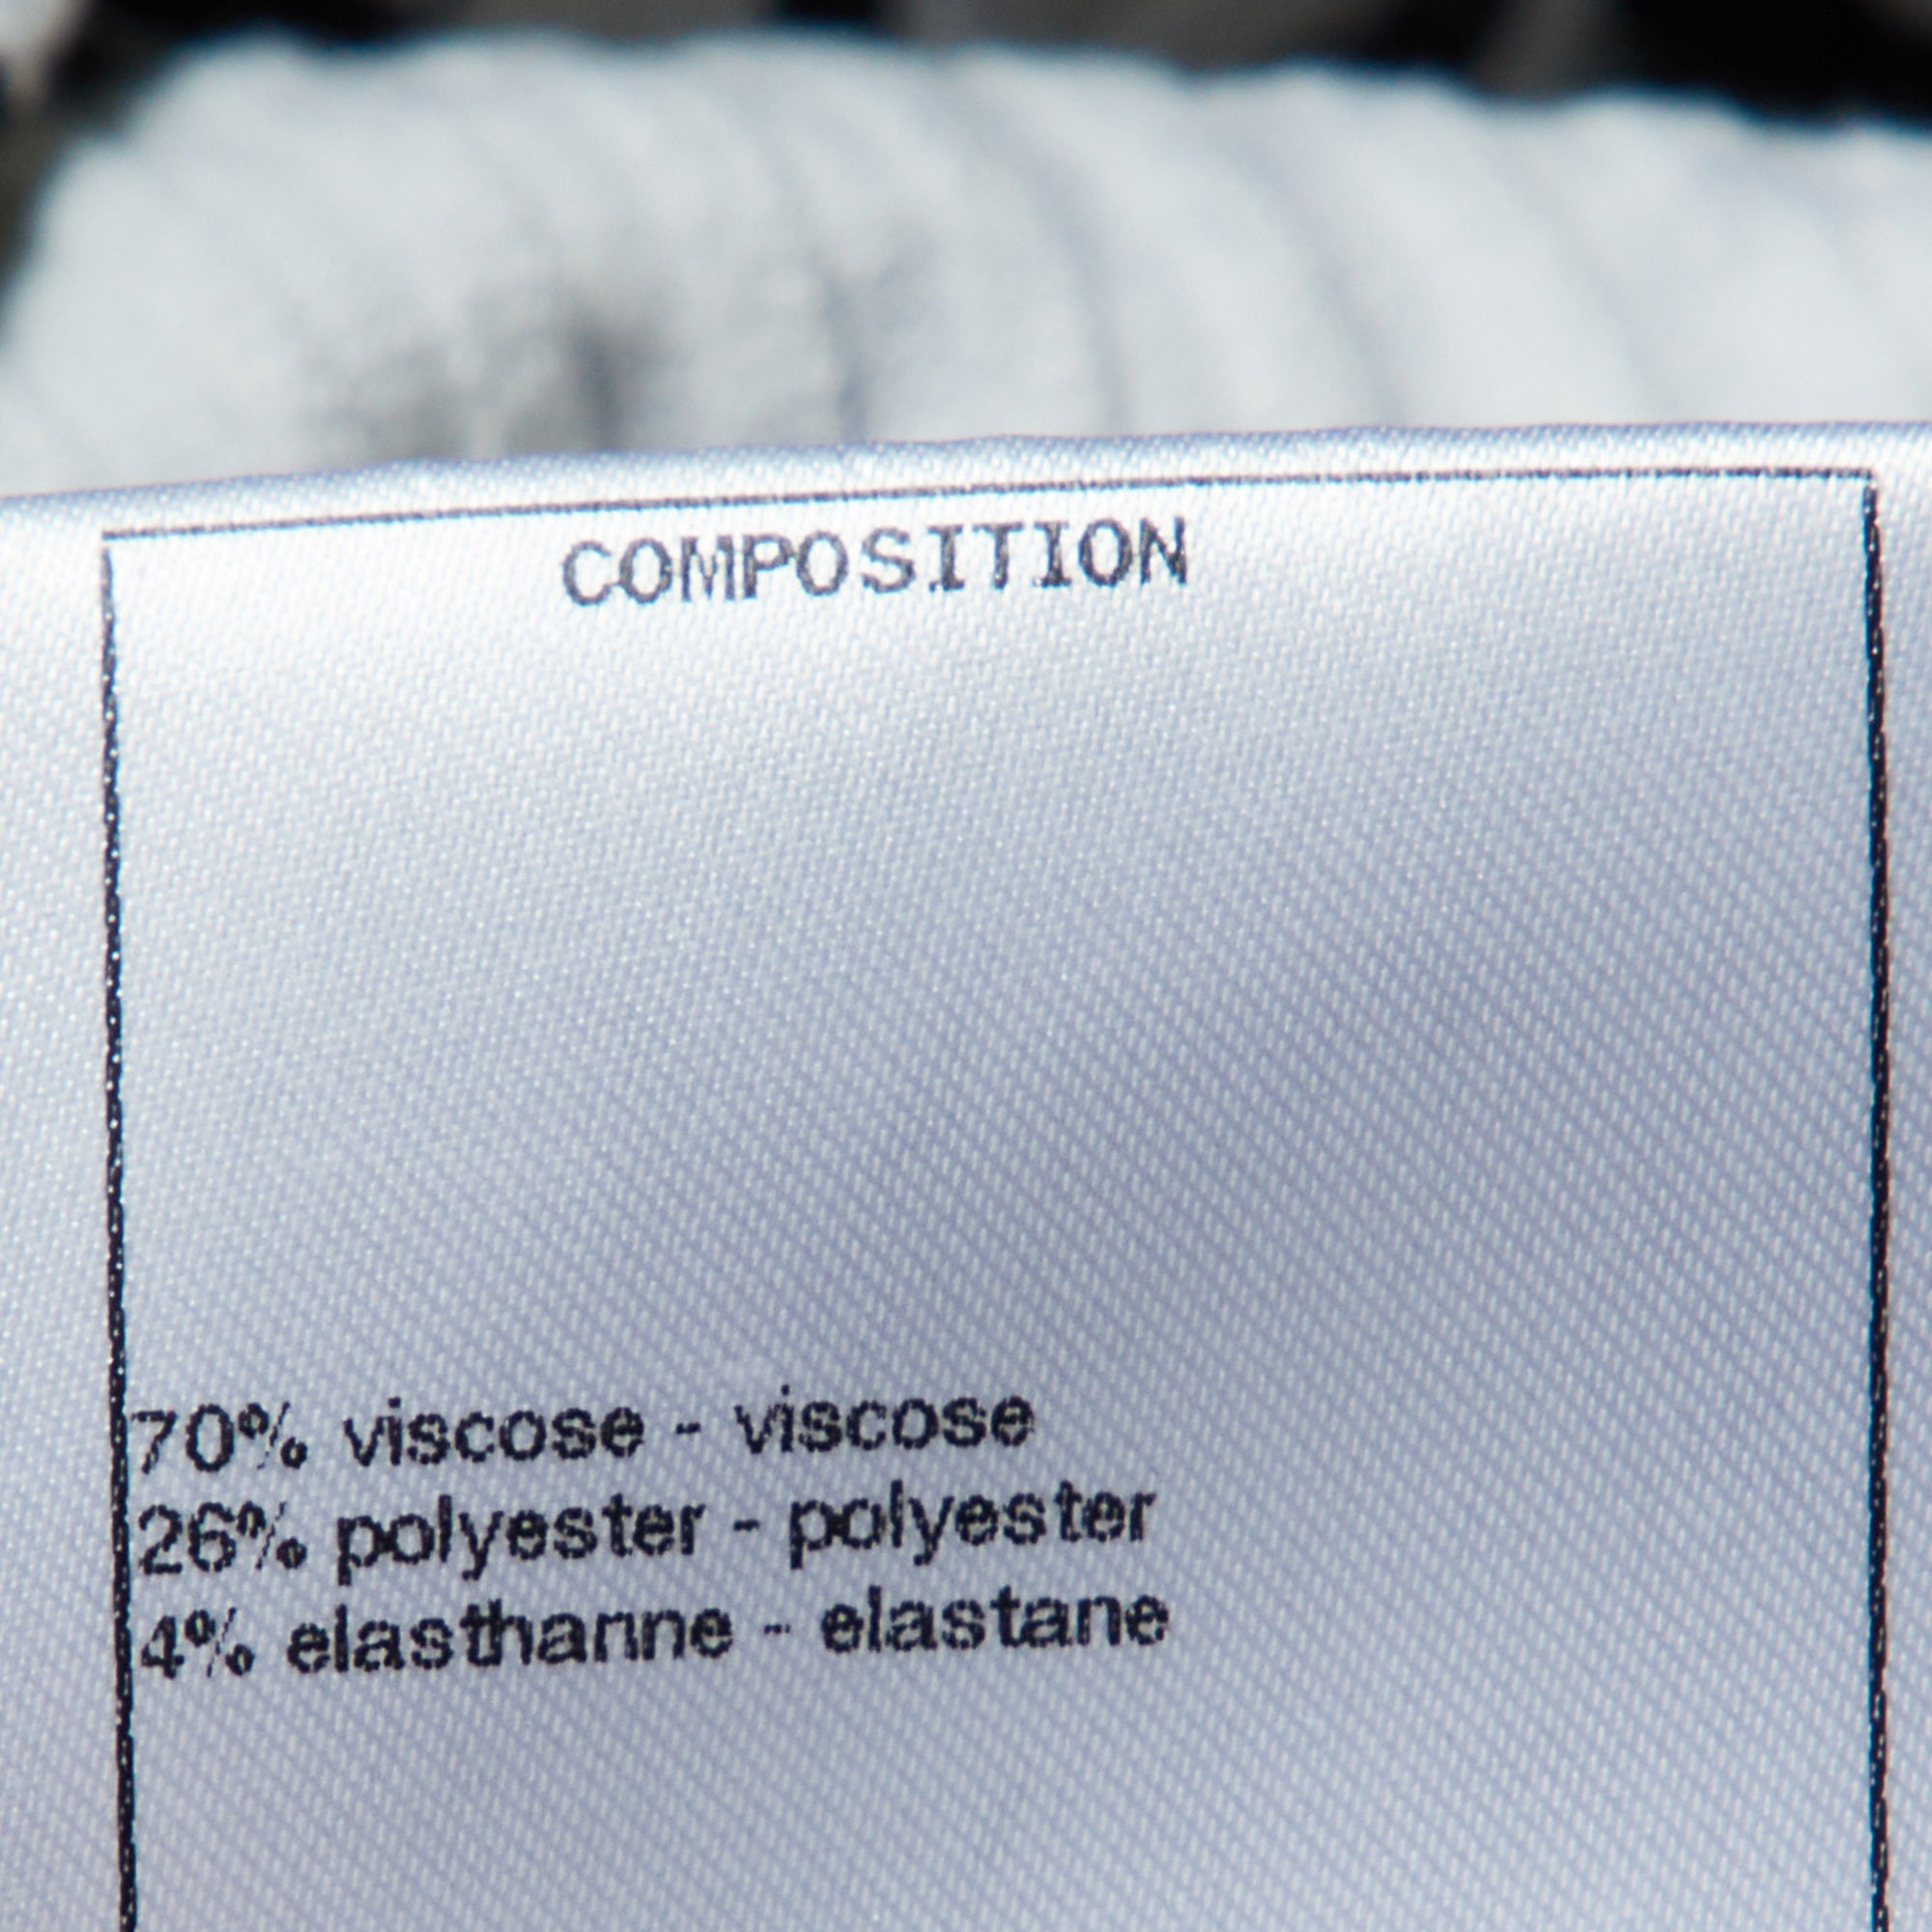 COMPOSITION
70% viscose - viscose
26% polyester - polyester
4% elasthanne - elastane